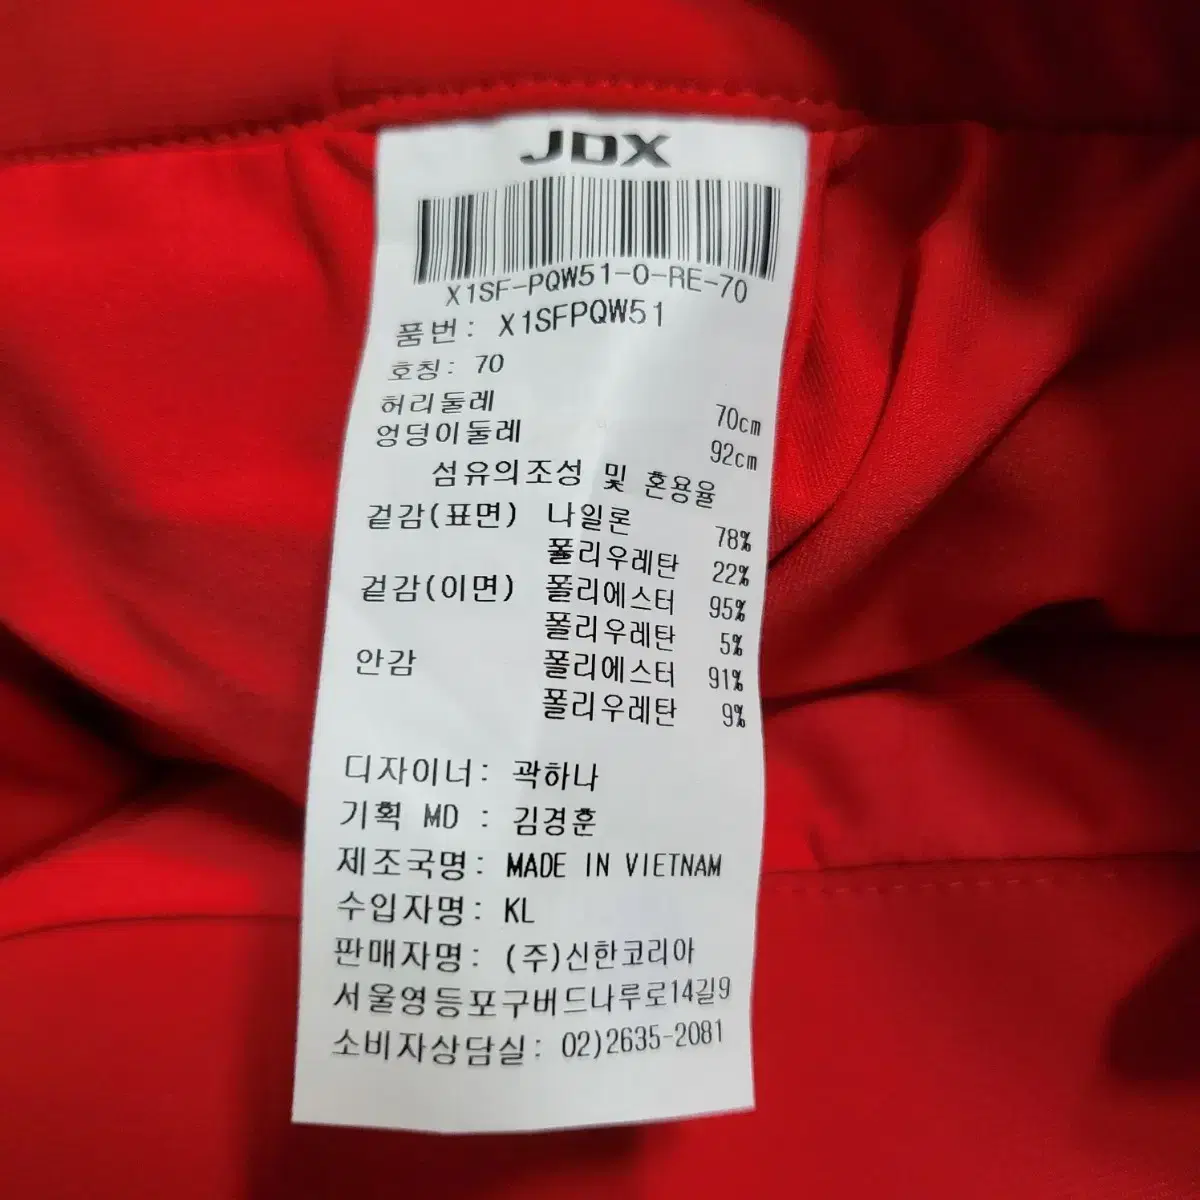 JDX
X1SF-PQW51-0-RE-70
품번: X1SFPQW51
호칭: 70
허리둘레 70cm
엉덩이둘레 92cm
섬유의조성 및 혼용율
겉감(표면) 나일론 78%
폴리우레탄 22%
겉감(이면) 폴리에스터 95%
폴리우레탄 5%
안감 폴리에스터 91%
폴리우레탄 9%
디자이너: 곽하나
기획 MD : 김경훈
제조국명: MADE IN VIETNAM
수입자명: KL
판매자명: (주)신한코리아
서울영등포구버드나루로14길9
소비자상담실: 02)2635-2081